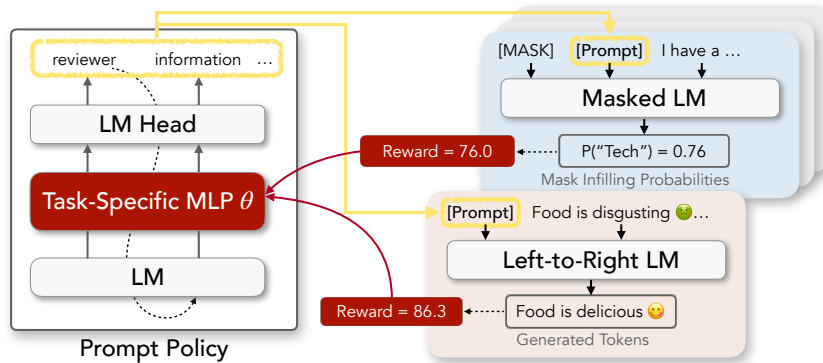 reviewer information ...
LM Head
Task-Specific MLP θ
LM
Prompt Policy
[MASK] [Prompt] I have a ...
Masked LM
P("Tech") = 0.76
Mask Infilling Probabilities
Reward = 76.0
[Prompt] Food is disgusting 🤢...
Left-to-Right LM
Food is delicious 😋
Generated Tokens
Reward = 86.3